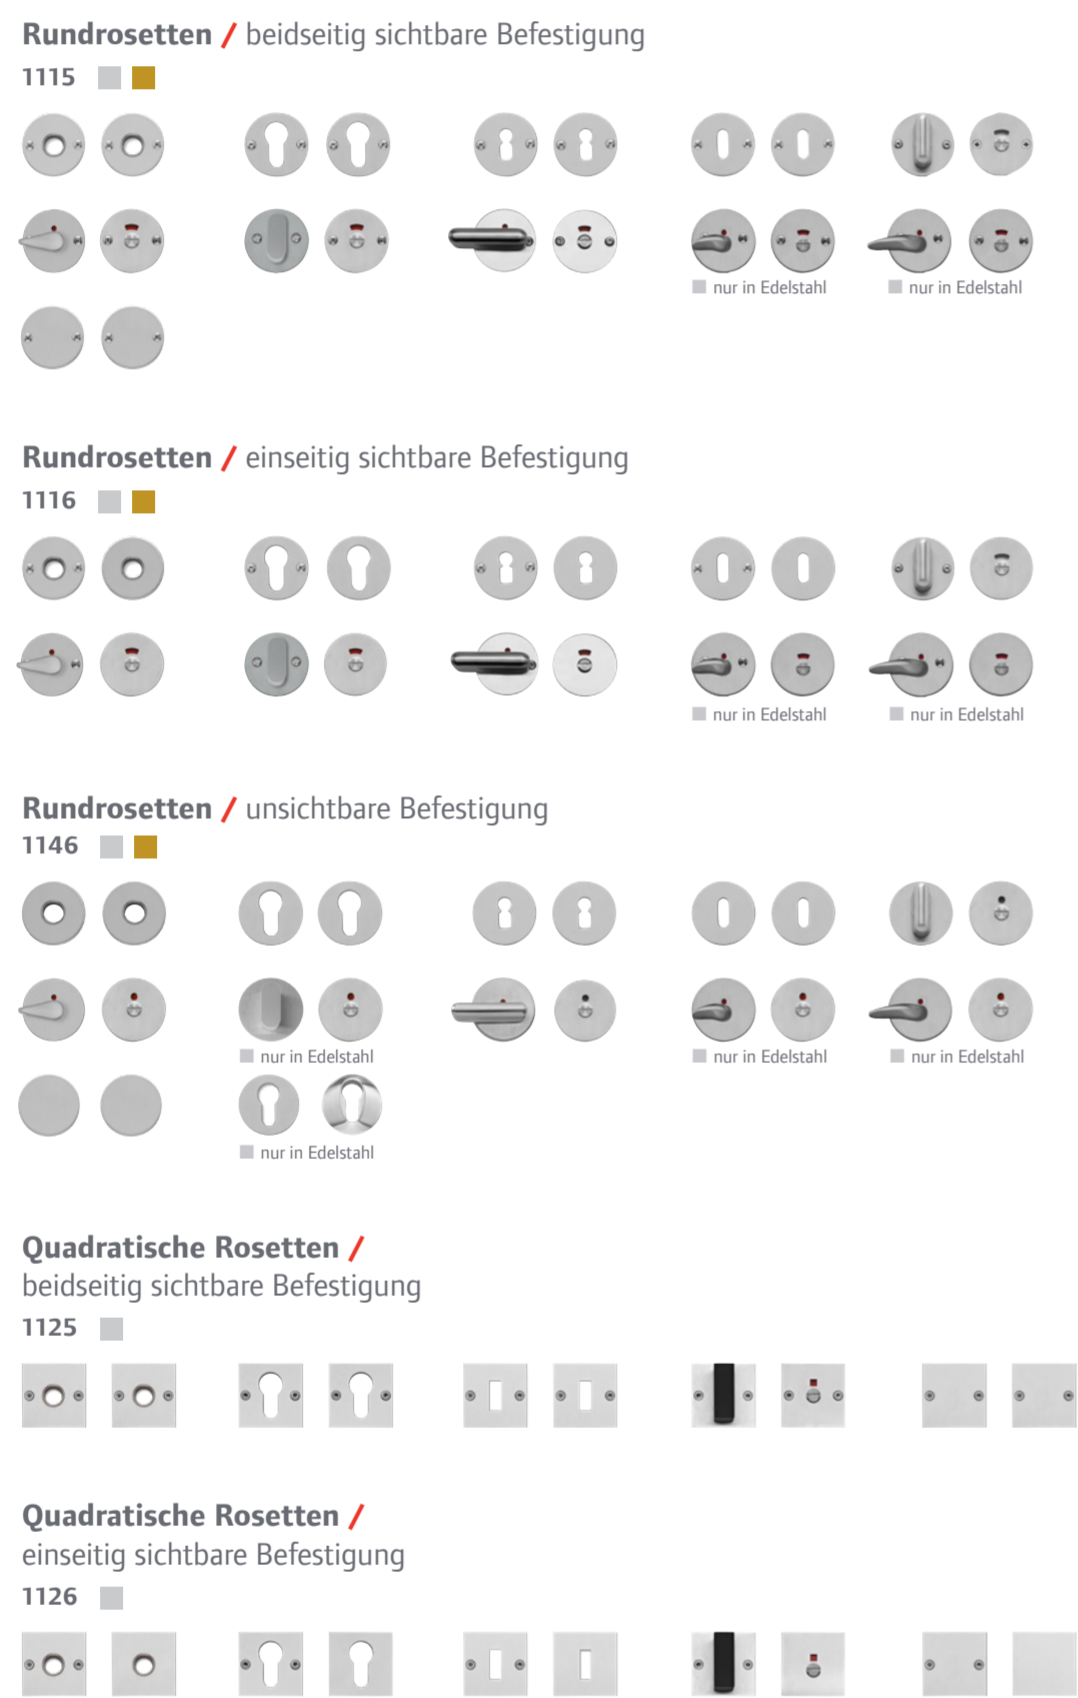 Rundrosetten / beidseitig sichtbare Befestigung
1115
nur in Edelstahl
nur in Edelstahl
Rundrosetten / einseitig sichtbare Befestigung
1116
nur in Edelstahl
nur in Edelstahl
Rundrosetten / unsichtbare Befestigung
1146
nur in Edelstahl
nur in Edelstahl
nur in Edelstahl
nur in Edelstahl
Quadratische Rosetten /
beidseitig sichtbare Befestigung
1125
Quadratische Rosetten /
einseitig sichtbare Befestigung
1126